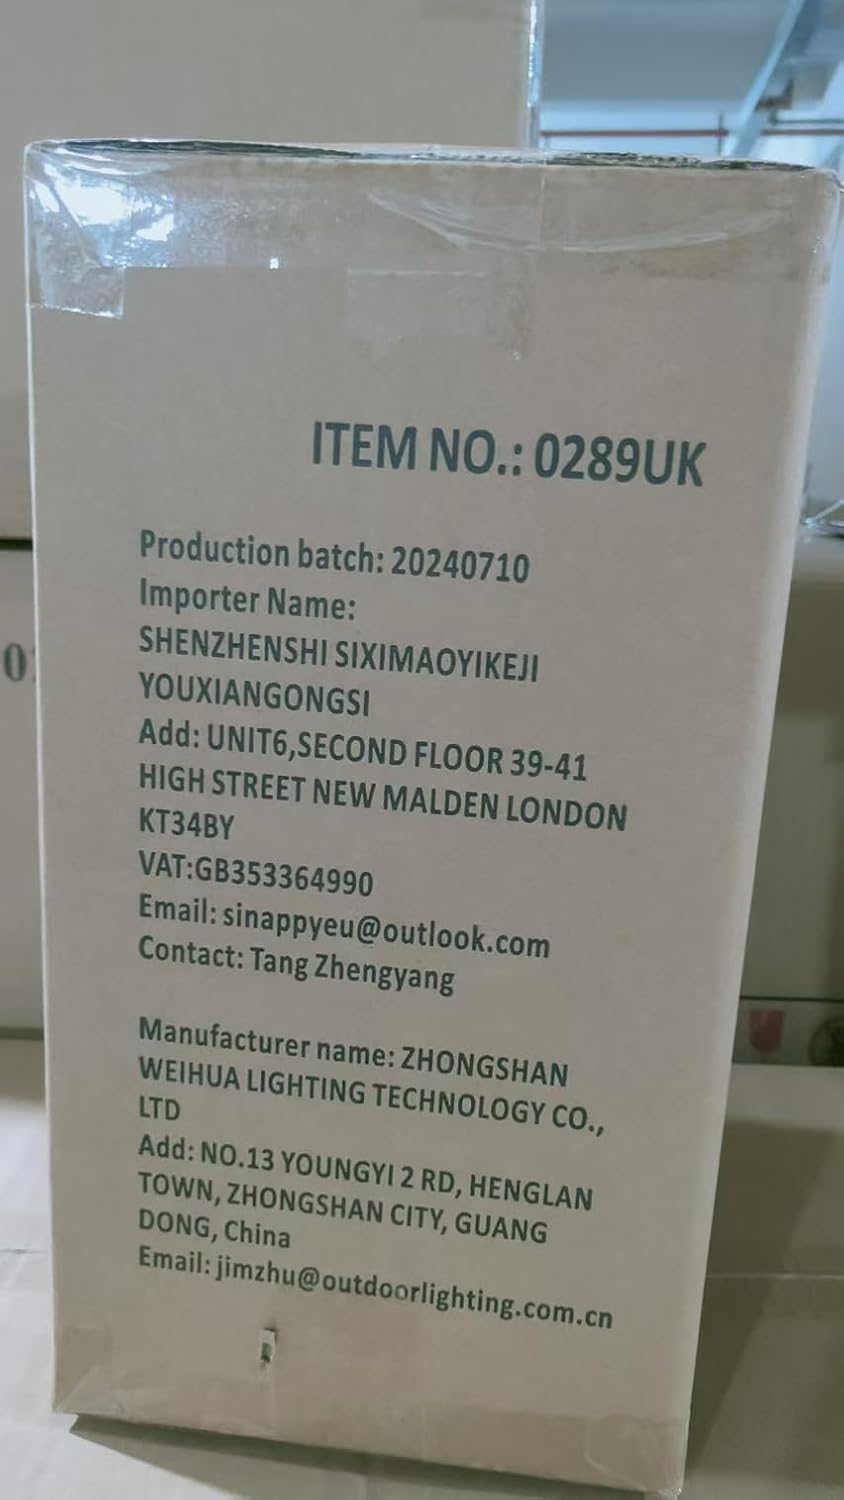 ITEM NO.: 0289UK
Production batch: 20240710
Importer Name:
SHENZHENSHI SIXIMAOYIKEJI
YOUXIANGONGSI
Add: UNIT6,SECOND FLOOR 39-41
HIGH STREET NEW MALDEN LONDON
KT34BY
VAT:GB353364990
Email: sinappyeu@outlook.com
Contact: Tang Zhengyang
Manufacturer name: ZHONGSHAN
WEIHUA LIGHTING TECHNOLOGY CO.,
LTD
Add: NO.13 YOUNGYI 2 RD, HENGLAN
TOWN, ZHONGSHAN CITY, GUANG
DONG, China
Email: jimzhu@outdoorlighting.com.cn